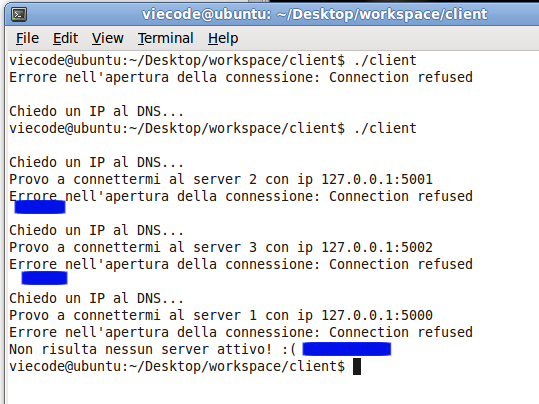 viecode@ubuntu: ~/Desktop/workspace/client
File Edit View Terminal Help
viecode@ubuntu:~/Desktop/workspace/client$ ./client
Errore nell'apertura della connessione: Connection refused
Chiedo un IP al DNS...
viecode@ubuntu:~/Desktop/workspace/client$ ./client
Chiedo un IP al DNS...
Provo a connettermi al server 2 con ip 127.0.0.1:5001
Errore nell'apertura della connessione: Connection refused
Chiedo un IP al DNS...
Provo a connettermi al server 3 con ip 127.0.0.1:5002
Errore nell'apertura della connessione: Connection refused
Chiedo un IP al DNS...
Provo a connettermi al server 1 con ip 127.0.0.1:5000
Errore nell'apertura della connessione: Connection refused
Non risulta nessun server attivo! :(
viecode@ubuntu:~/Desktop/workspace/client$